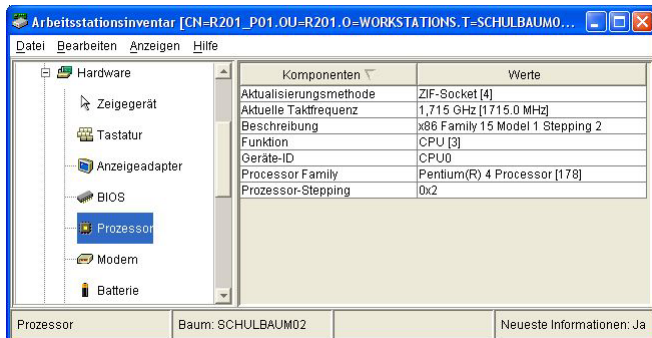 Arbeitsstationsinventar [CN=R201_P01.OU=R201.O=WORKSTATIONS.T=SCHULBAUM0...
Datei Bearbeiten Anzeigen Hilfe
Hardware
Zeigegerät
Tastatur
Anzeigeadapter
BIOS
Prozessor
Modem
Batterie
Komponenten Werte
Aktualisierungsmethode ZIF-Socket [4]
Aktuelle Taktfrequenz 1,715 GHz [1715.0 MHz]
Beschreibung x86 Family 15 Model 1 Stepping 2
Funktion CPU [3]
Geräte-ID CPU0
Processor Family Pentium(R) 4 Processor [178]
Prozessor-Stepping 0x2
Prozessor Baum: SCHULBAUM02 Neueste Informationen: Ja